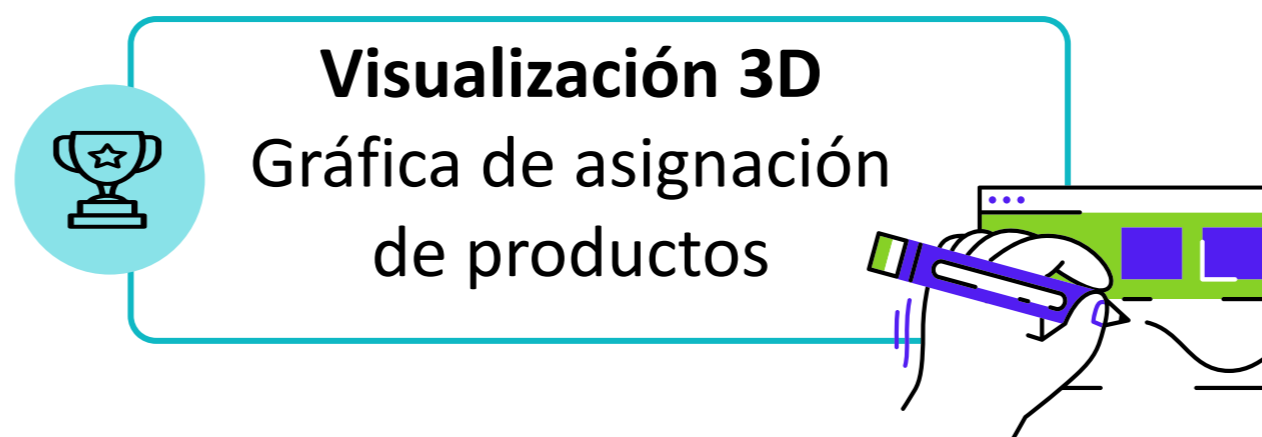 Visualización 3D
Gráfica de asignación
de productos